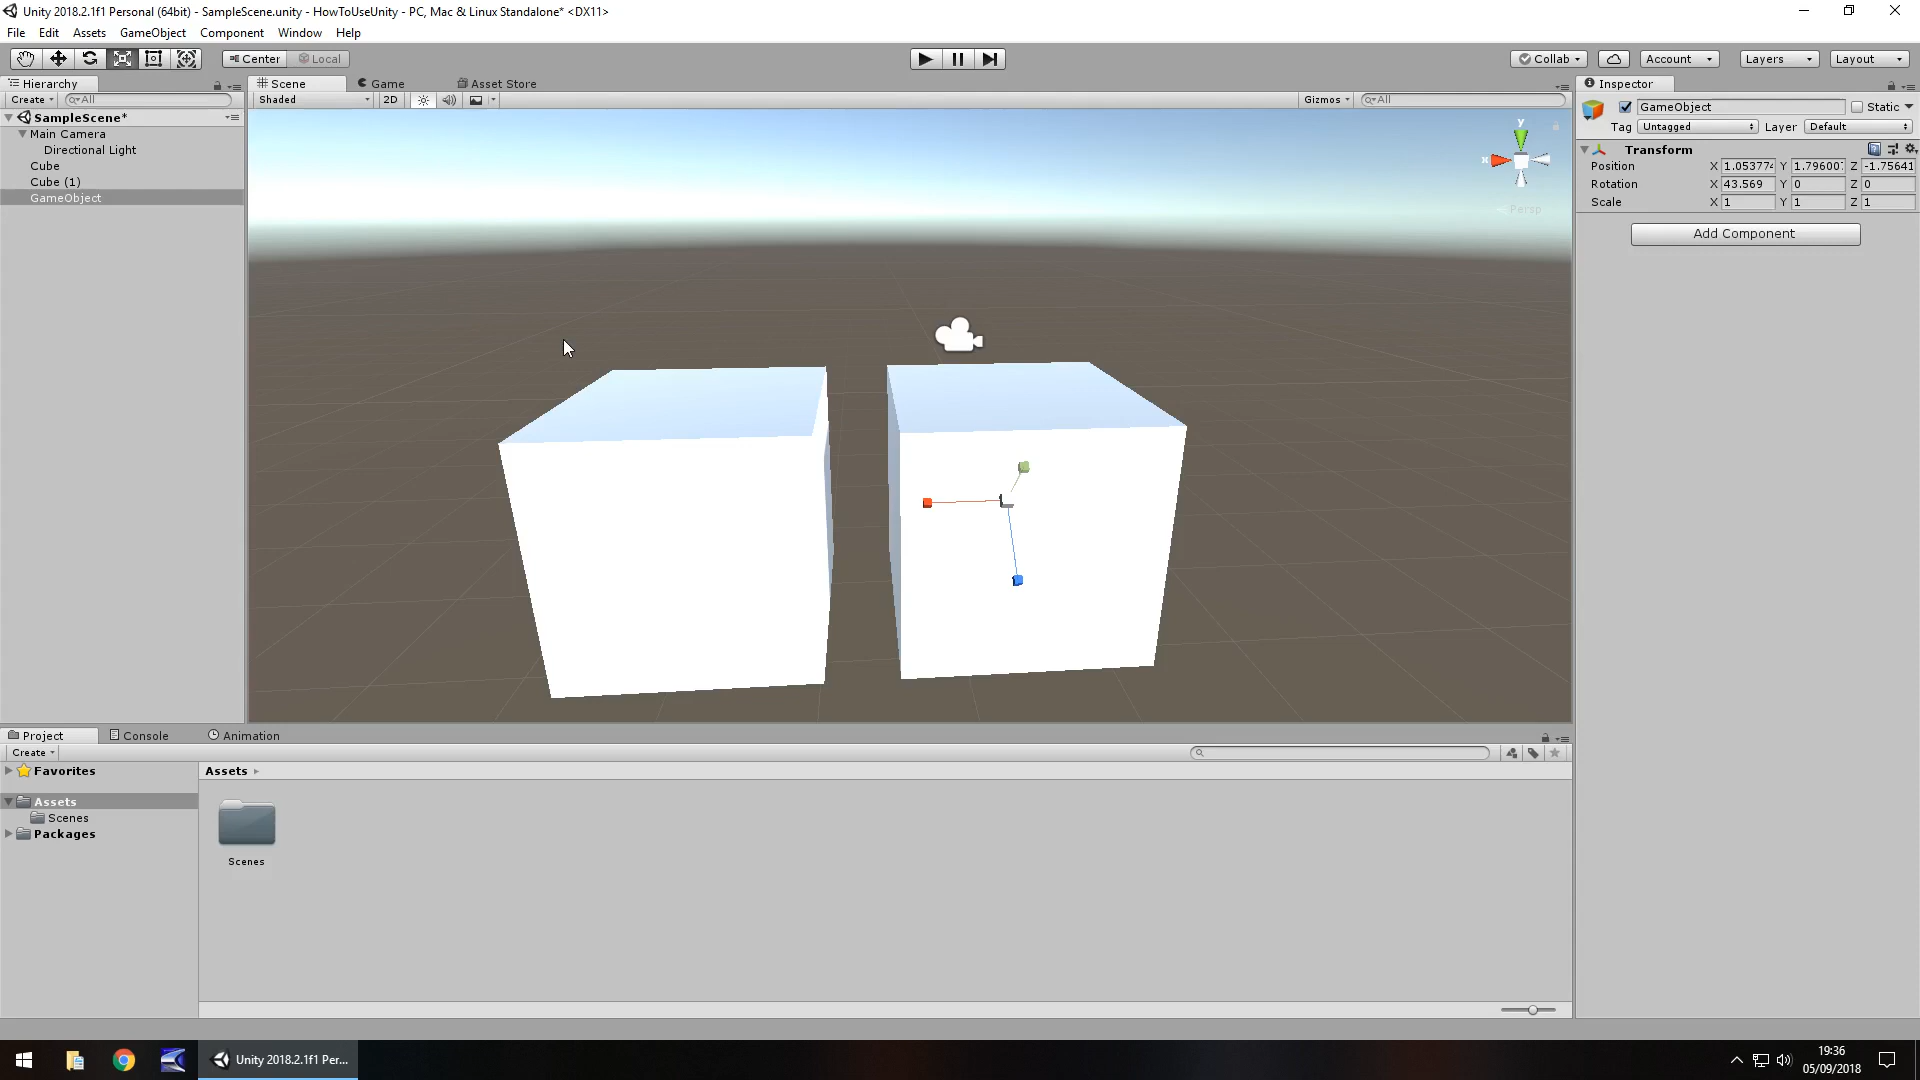 Unity 2018.2.1f1 Personal (64bit) - SampleScene.unity - HowToUseUnity - PC, Mac & Linux Standalone* <DX11>
File Edit Assets GameObject Component Window Help
Center Local Collab Account Layers Layout
Hierarchy Scene Game Asset Store Inspector
Create All Shaded 2D Gizmos All GameObject Static
SampleScene*
Tag Untagged Layer Default
Main Camera
Directional Light
Cube
Cube (1)
GameObject
y
x
Persp
Transform
Position X 1.053774 Y 1.796007 Z -1.75641
Rotation X 43.569 Y 0 Z 0
Scale X 1 Y 1 Z 1
Add Component
Project Console Animation
Create
Favorites
Assets
Assets
Scenes
Packages
Scenes
Unity 2018.2.1f1 Per...
19:36
05/09/2018